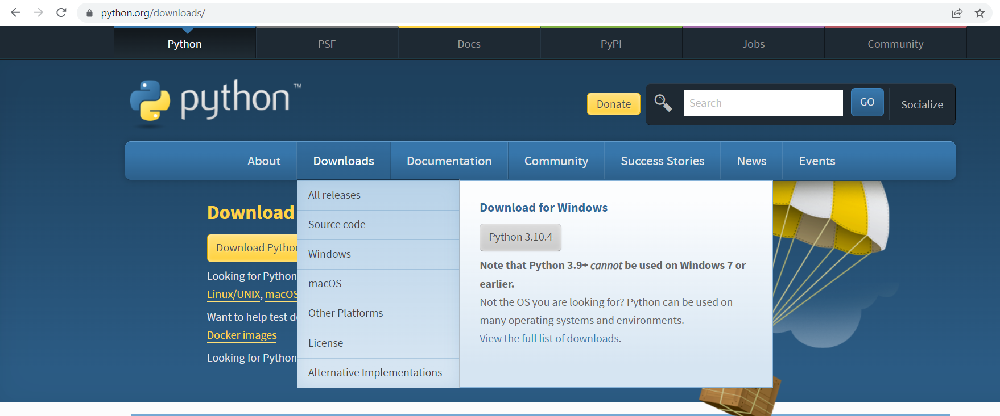 python.org/downloads/
Python
PSF
Docs
PyPI
Jobs
Community
python™
Donate
Search
GO
Socialize
About
Downloads
Documentation
Community
Success Stories
News
Events
All releases
Source code
Windows
macOS
Other Platforms
License
Alternative Implementations
Download for Windows
Python 3.10.4
Note that Python 3.9+ cannot be used on Windows 7 or
earlier.
Not the OS you are looking for? Python can be used on
many operating systems and environments.
View the full list of downloads.
Download
Download
Looking for Python
Linux/UNIX, macOS
Want to help test
Docker images
Looking for Python